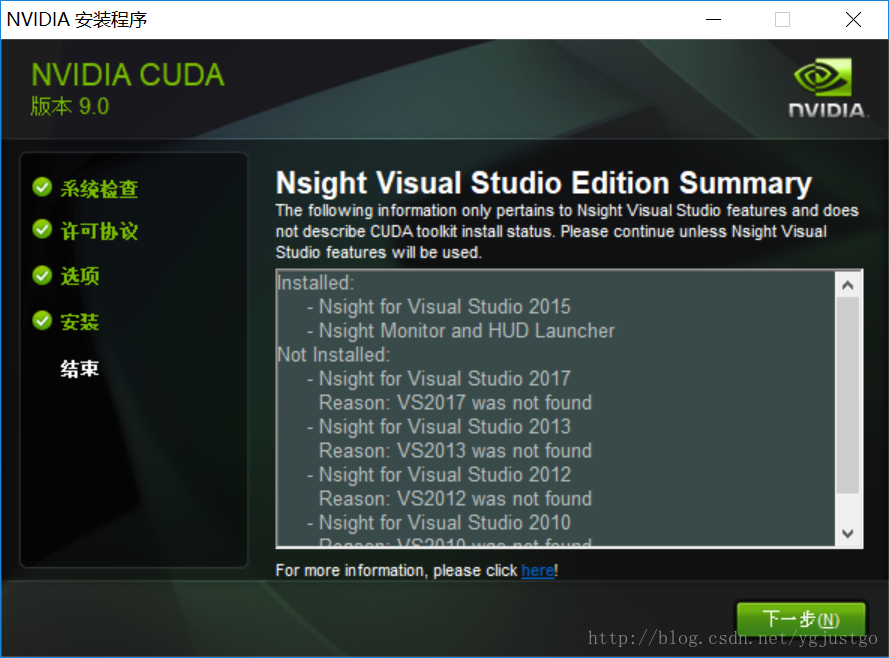 NVIDIA 安装程序
NVIDIA CUDA
版本 9.0
NVIDIA.
系统检查
许可协议
选项
安装
结束
Nsight Visual Studio Edition Summary
The following information only pertains to Nsight Visual Studio features and does
not describe CUDA toolkit install status. Please continue unless Nsight Visual
Studio features will be used.
Installed:
- Nsight for Visual Studio 2015
- Nsight Monitor and HUD Launcher
Not Installed:
- Nsight for Visual Studio 2017
Reason: VS2017 was not found
- Nsight for Visual Studio 2013
Reason: VS2013 was not found
- Nsight for Visual Studio 2012
Reason: VS2012 was not found
- Nsight for Visual Studio 2010
Reason: VS2010 was not found
For more information, please click here!
下一步(N)
http://blog.csdn.net/ygjustgo